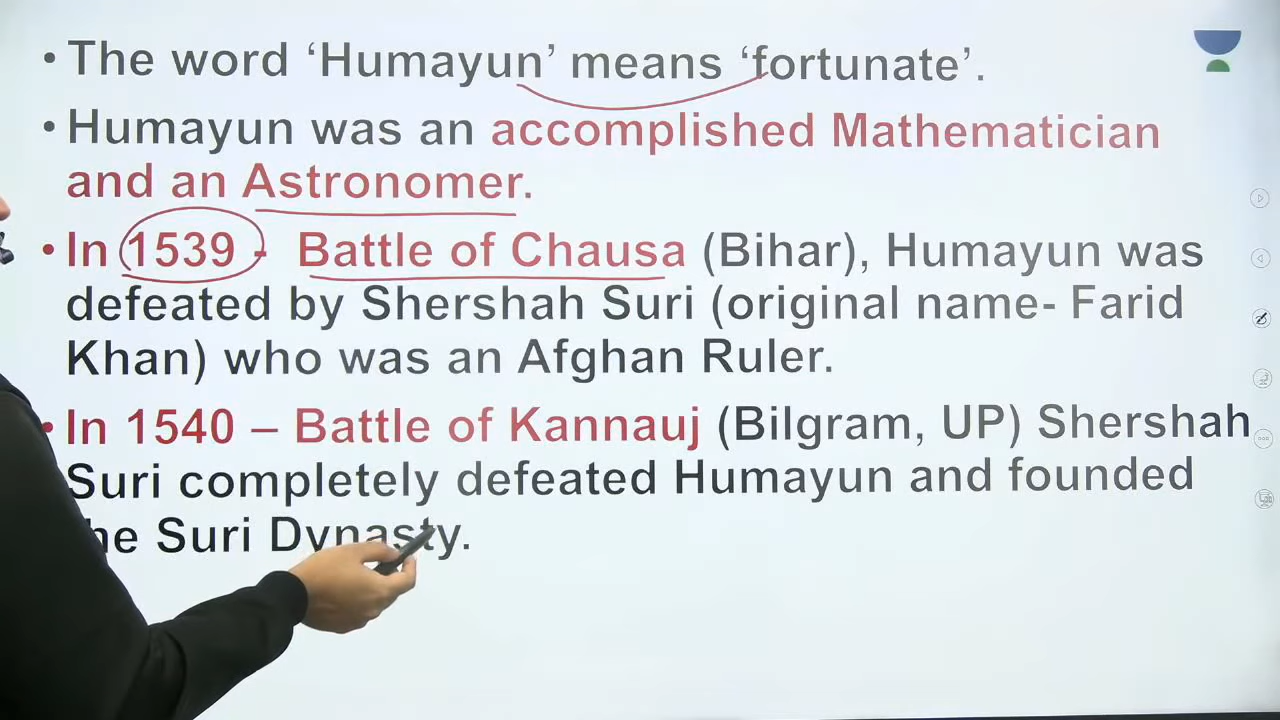 • The word ‘Humayun’ means ‘fortunate’.
• Humayun was an accomplished Mathematician
and an Astronomer.
• In 1539 - Battle of Chausa (Bihar), Humayun was
defeated by Shershah Suri (original name- Farid
Khan) who was an Afghan Ruler.
• In 1540 – Battle of Kannauj (Bilgram, UP) Shershah
Suri completely defeated Humayun and founded
he Suri Dynasty.